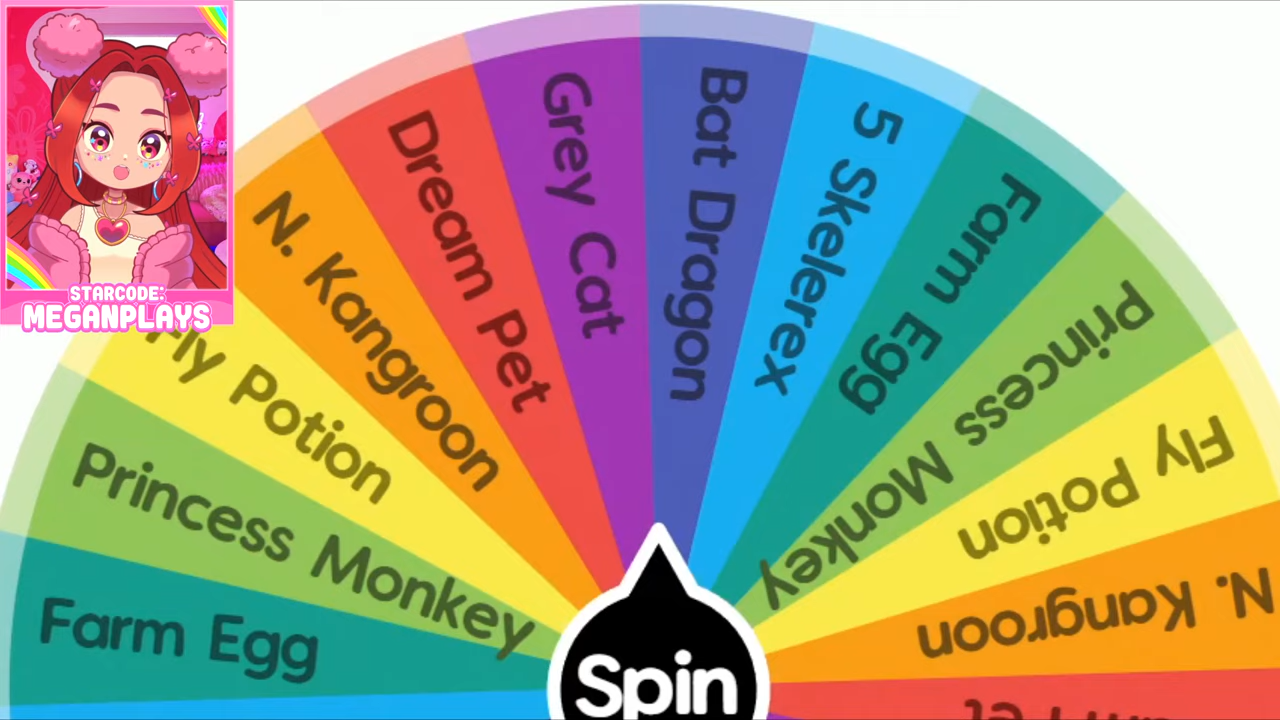 STARCODE:
MEGANPLAYS
Farm Egg
Princess Monkey
Fly Potion
N. Kangroon
Dream Pet
Grey Cat
Bat Dragon
5 Skelerex
Farm Egg
Princess Monkey
Fly Potion
N. Kangroon
Spin